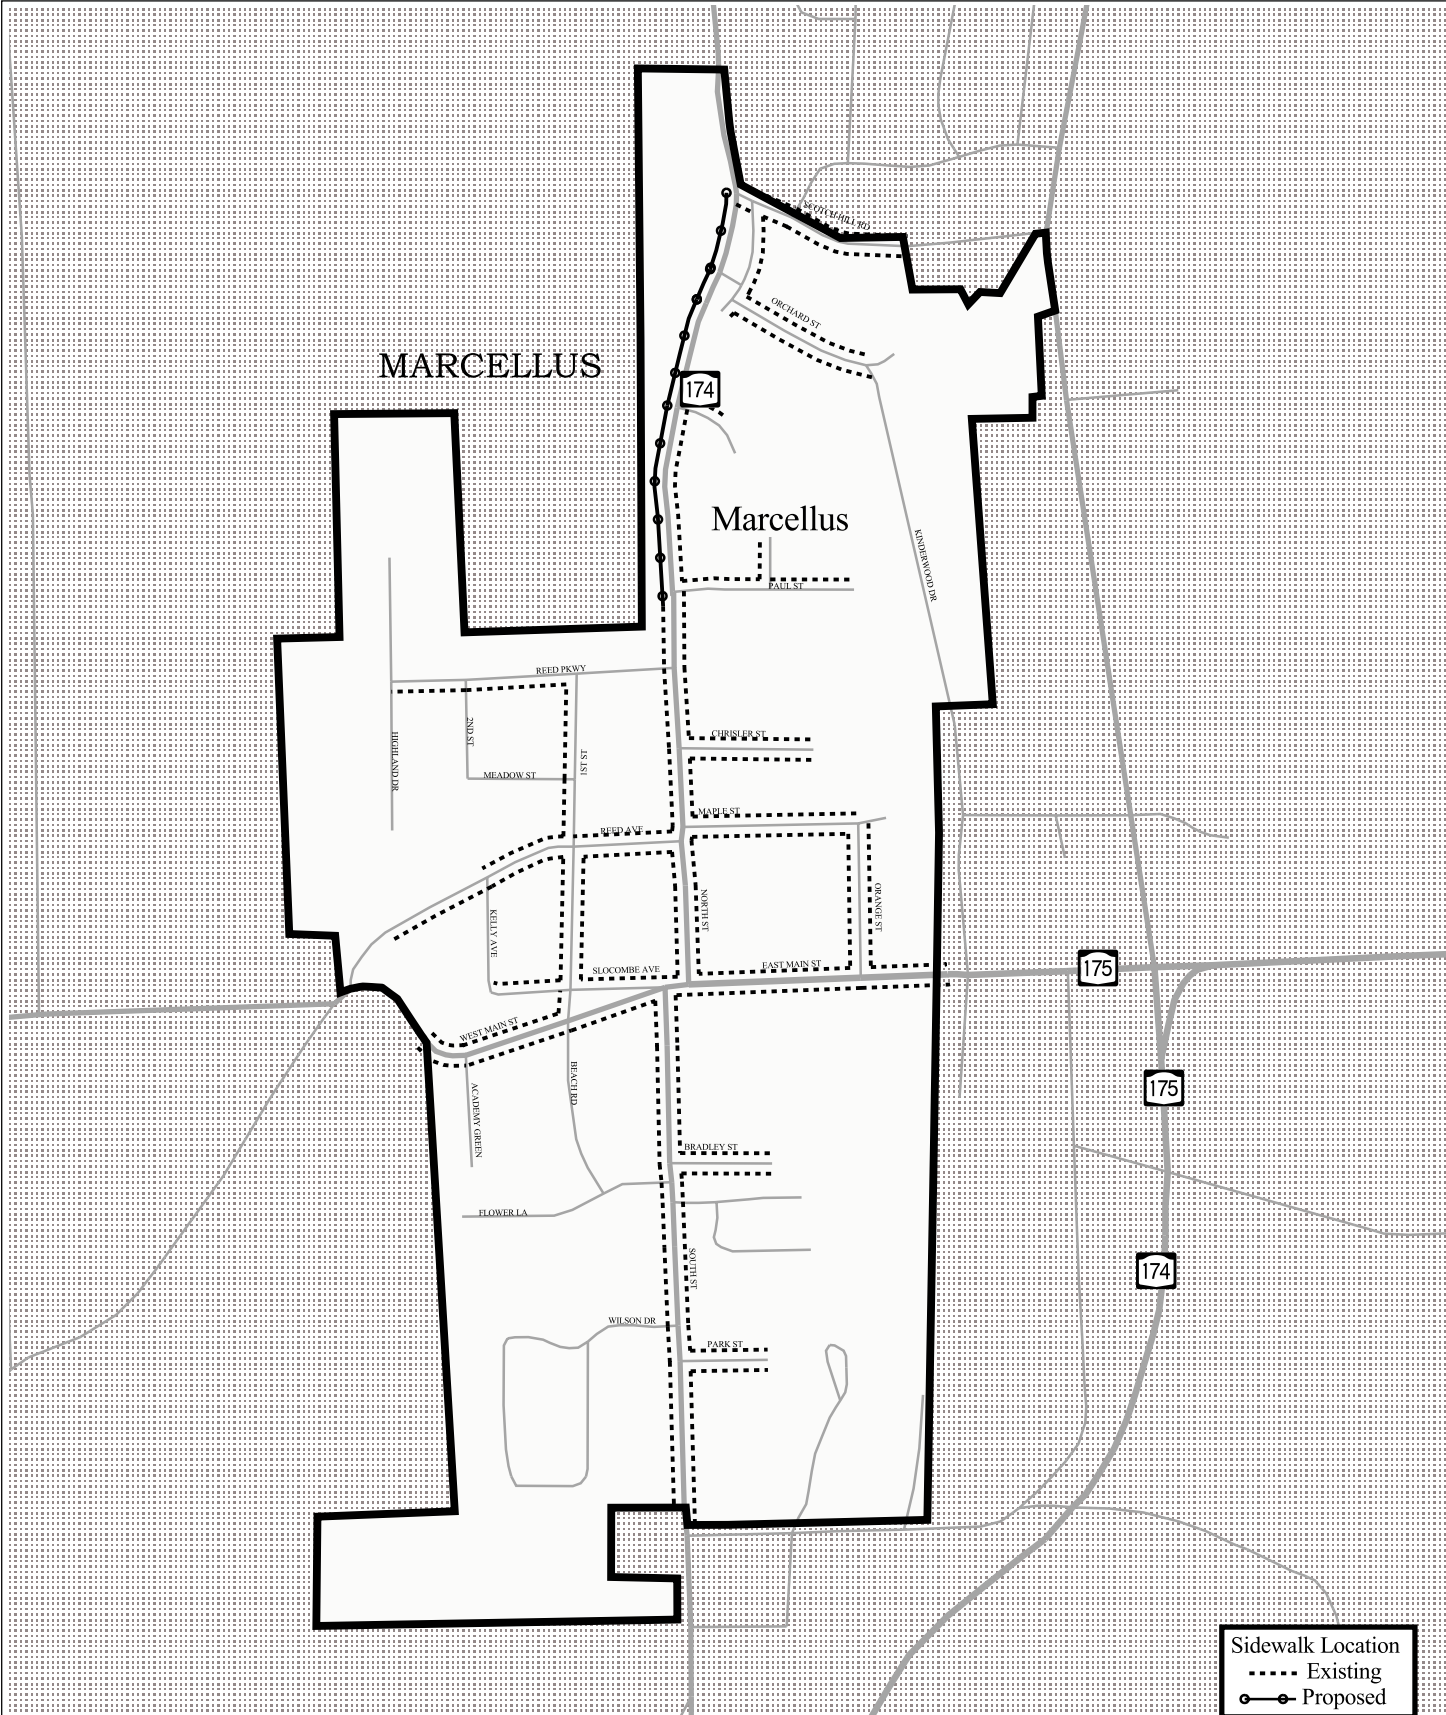 SCOTCH HILL RD
ORCHARD ST
MARCELLUS
174
Marcellus
KINDERWOOD DR
PAUL ST
REED PKWY
2ND ST
HIGHLAND DR
1ST ST
CHRISLER ST
MEADOW ST
MAPLE ST
REED AVE
NORTH ST
ORANGE ST
KELLY AVE
SLOCOMBE AVE
EAST MAIN ST
175
WEST MAIN ST
BEACH RD
ACADEMY GREEN
175
BRADLEY ST
FLOWER LA
SOUTH ST
174
WILSON DR
PARK ST
Sidewalk Location
Existing
Proposed